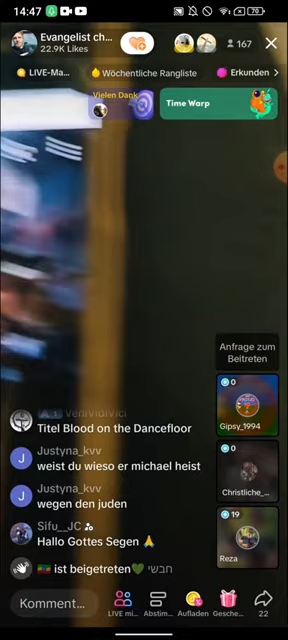 14:47
70
Evangelist ch...
22.9K Likes
167
LIVE-Ma...
Wöchentliche Rangliste
Erkunden >
Vielen Dank
Time Warp
Anfrage zum
Beitreten
0
Gipsy_1994
0
Christliche_...
19
Reza
VeniVidiVici
Titel Blood on the Dancefloor
Justyna_kvv
weist du wieso er michael heist
Justyna_kvv
wegen den juden
Sifu__JC
Hallo Gottes Segen 🙏
🇪🇹 ist beigetreten💚 חבשי
Komment...
LIVE mi...
Abstim...
Aufladen
Gesche...
22